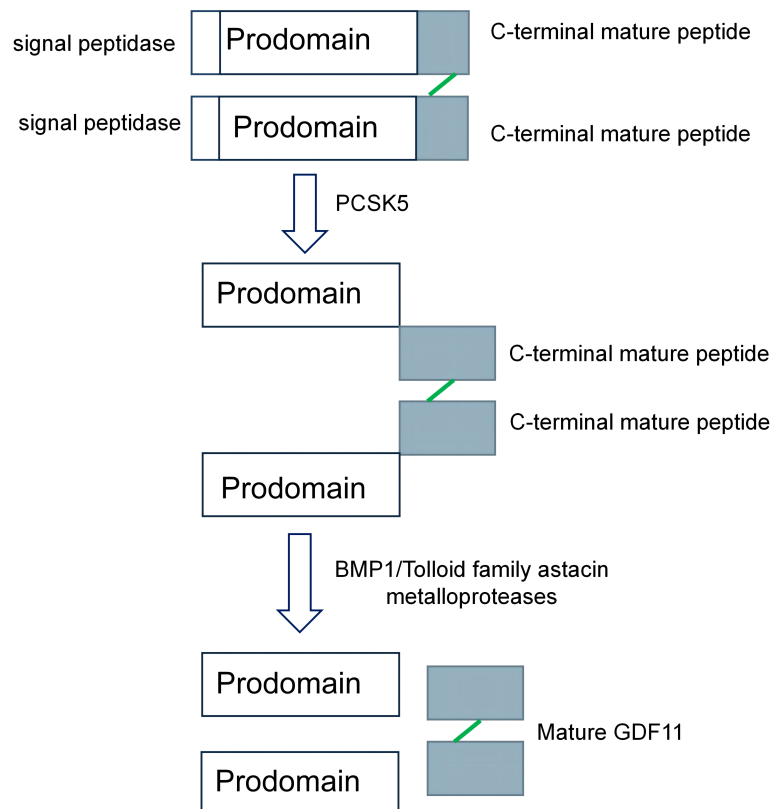 signal peptidase
Prodomain
C-terminal mature peptide
signal peptidase
Prodomain
C-terminal mature peptide
PCSK5
Prodomain
C-terminal mature peptide
C-terminal mature peptide
Prodomain
BMP1/Tolloid family astacin
metalloproteases
Prodomain
Mature GDF11
Prodomain